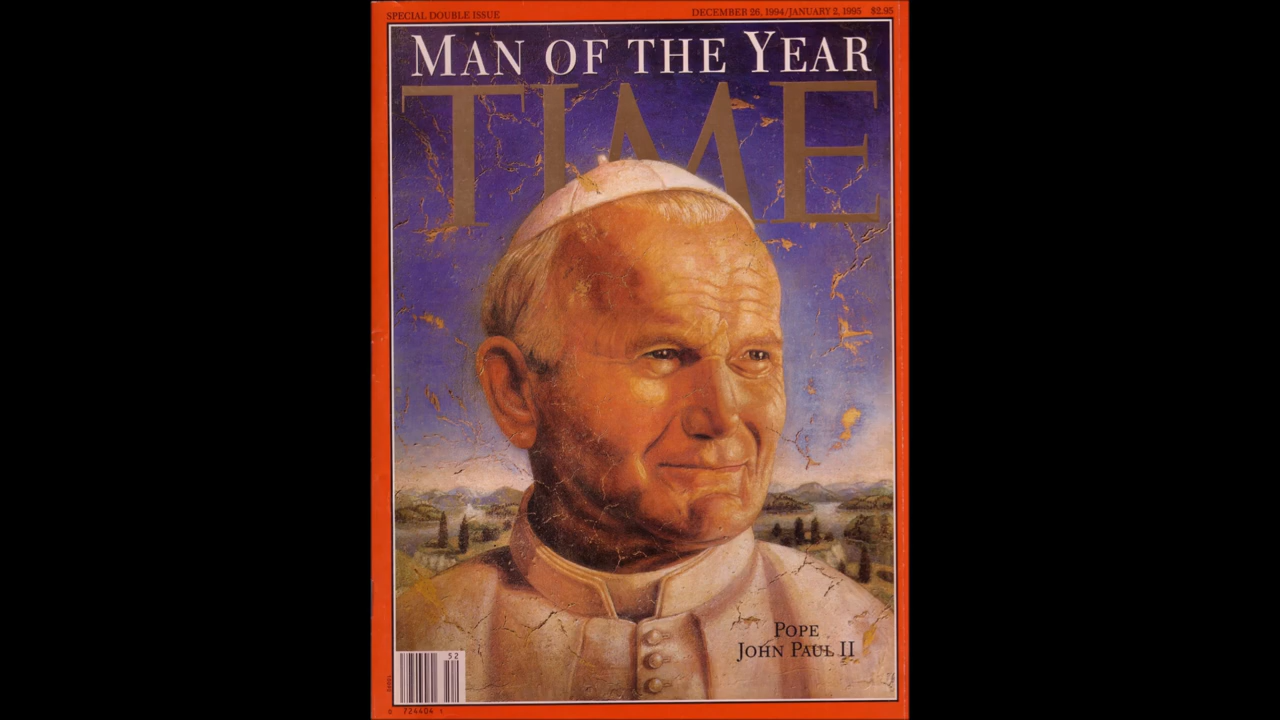 SPECIAL DOUBLE ISSUE
DECEMBER 26, 1994/JANUARY 2, 1995 $2.95
MAN OF THE YEAR
TIME
POPE
JOHN PAUL II
52
724404